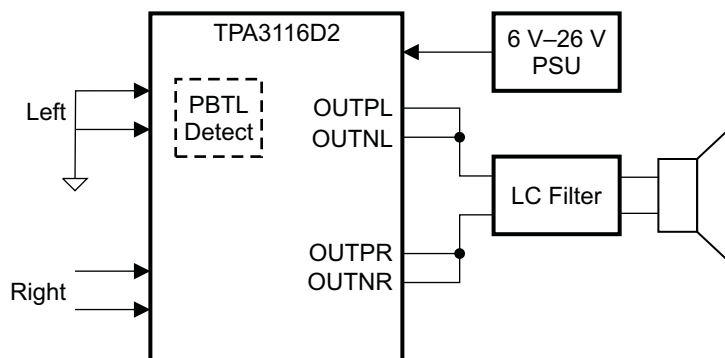 TPA3116D2
6 V–26 V
PSU
PBTL
Detect
Left
OUTPL
OUTNL
LC Filter
OUTPR
OUTNR
Right